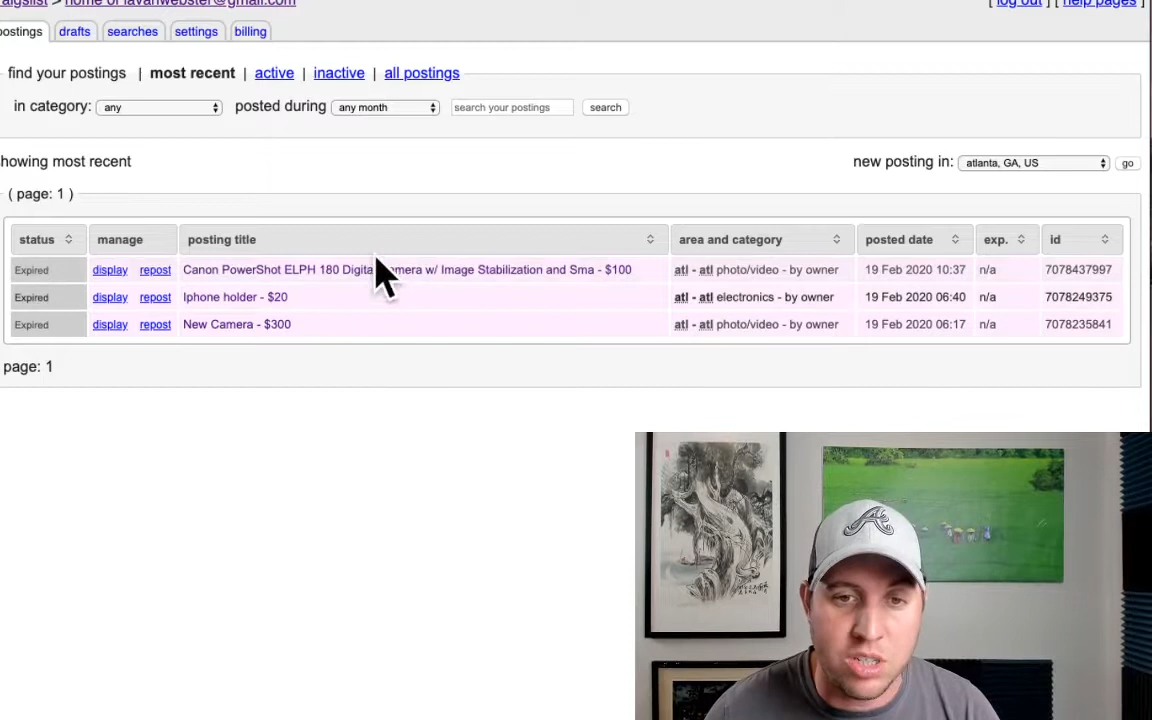 craigslist > home of lavanwebster@gmail.com [ log out ] [ help pages ]
postings drafts searches settings billing
find your postings | most recent | active | inactive | all postings
in category: any posted during any month search your postings search
howing most recent new posting in: atlanta, GA, US go
( page: 1 )
status manage posting title area and category posted date exp. id
Expired display repost Canon PowerShot ELPH 180 Digita mera w/ Image Stabilization and Sma - $100 atl - atl photo/video - by owner 19 Feb 2020 10:37 n/a 7078437997
Expired display repost Iphone holder - $20 atl - atl electronics - by owner 19 Feb 2020 06:40 n/a 7078249375
Expired display repost New Camera - $300 atl - atl photo/video - by owner 19 Feb 2020 06:17 n/a 7078235841
page: 1
A